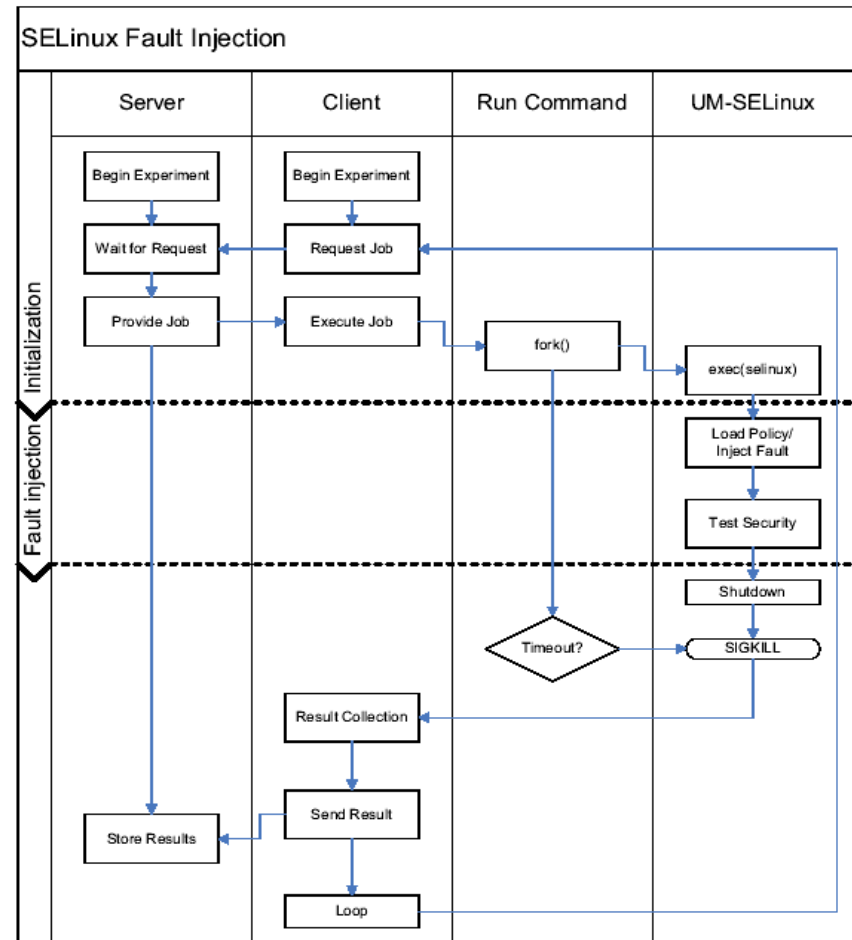 SELinux Fault Injection
Server
Client
Run Command
UM-SELinux
Initialization
Begin Experiment
Begin Experiment
Wait for Request
Request Job
Provide Job
Execute Job
fork()
exec(selinux)
Fault injection
Load Policy/
Inject Fault
Test Security
Shutdown
Timeout?
SIGKILL
Result Collection
Send Result
Store Results
Loop